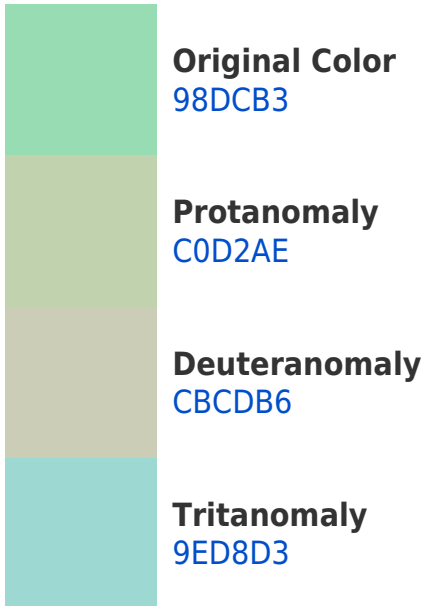 Original Color
98DCB3
Protanomaly
C0D2AE
Deuteranomaly
CBCDB6
Tritanomaly
9ED8D3